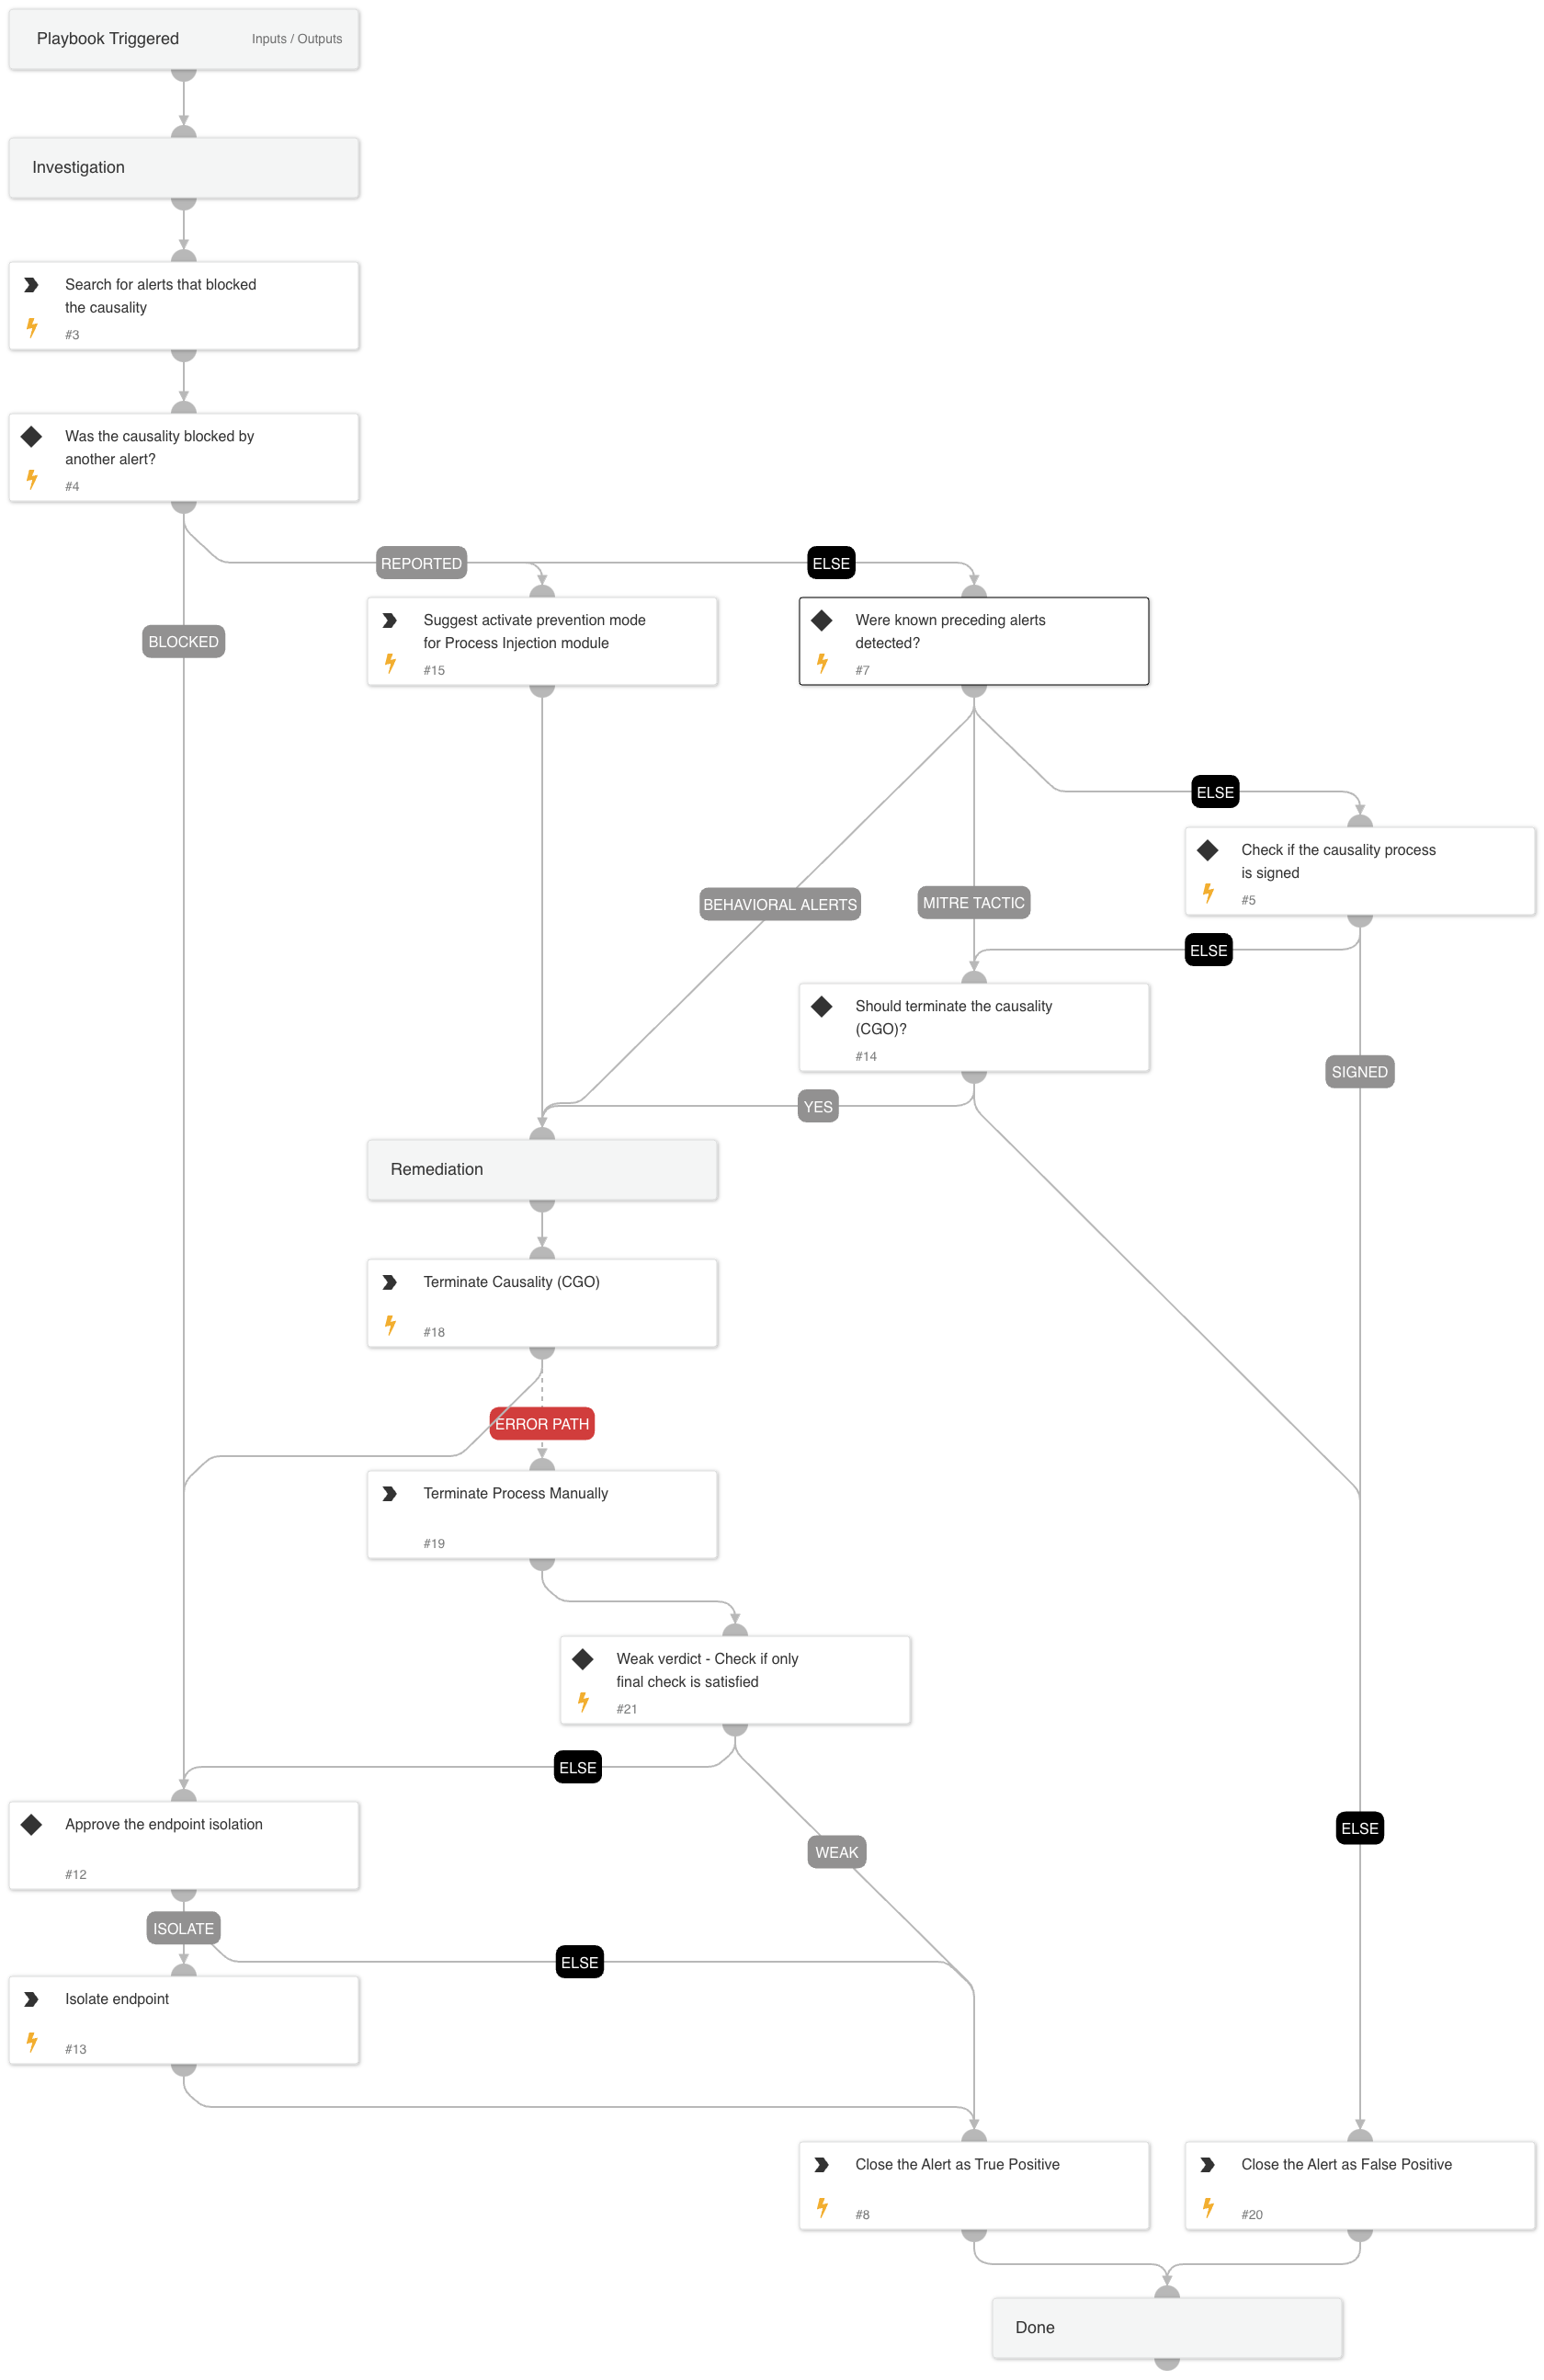 Playbook Triggered
Inputs / Outputs
Investigation
Search for alerts that blocked
the causality
#3
Was the causality blocked by
another alert?
#4
REPORTED
ELSE
BLOCKED
Suggest activate prevention mode
for Process Injection module
#15
Were known preceding alerts
detected?
#7
ELSE
Check if the causality process
is signed
#5
BEHAVIORAL ALERTS
MITRE TACTIC
ELSE
Should terminate the causality
(CGO)?
#14
SIGNED
YES
Remediation
Terminate Causality (CGO)
#18
ERROR PATH
Terminate Process Manually
#19
Weak verdict - Check if only
final check is satisfied
#21
ELSE
Approve the endpoint isolation
#12
ELSE
WEAK
ISOLATE
ELSE
Isolate endpoint
#13
Close the Alert as True Positive
#8
Close the Alert as False Positive
#20
Done